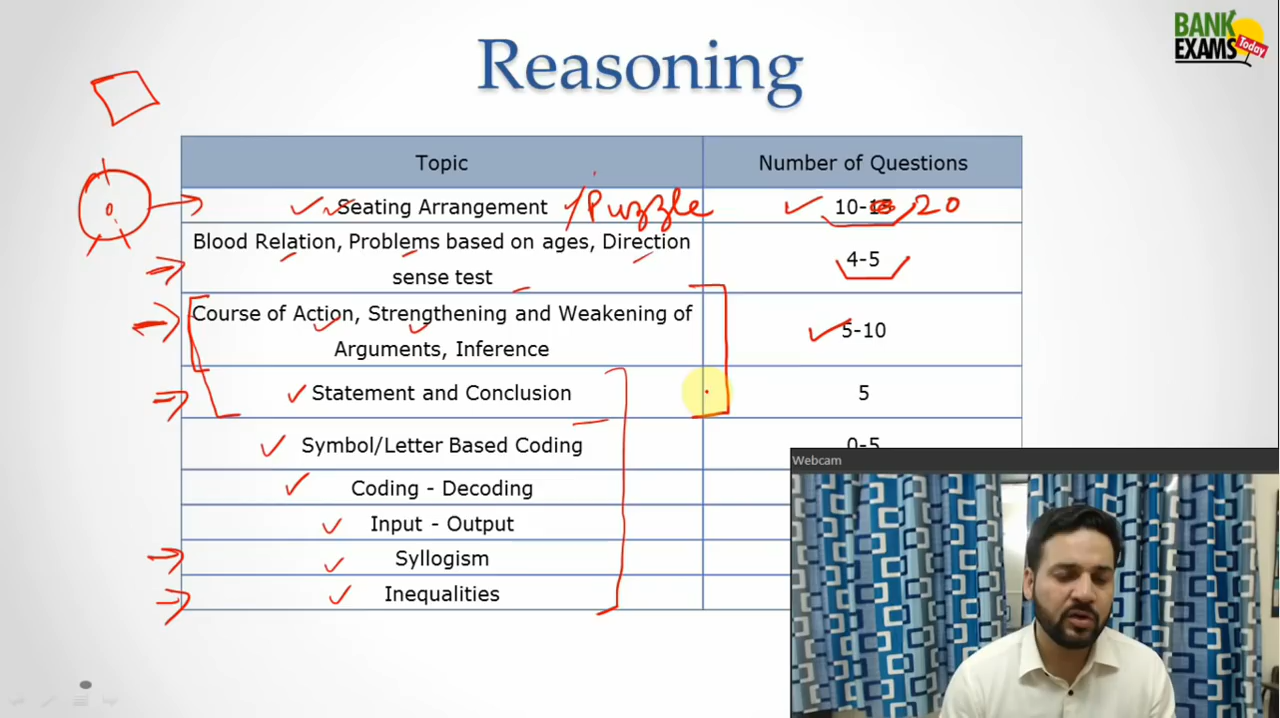 BANK
EXAMS Today
Reasoning
Topic Number of Questions
Seating Arrangement /Puzzle 10-15, 20
Blood Relation, Problems based on ages, Direction
sense test 4-5
Course of Action, Strengthening and Weakening of
Arguments, Inference 5-10
Statement and Conclusion 5
Symbol/Letter Based Coding 0-5
Coding - Decoding
Input - Output
Syllogism
Inequalities
Webcam